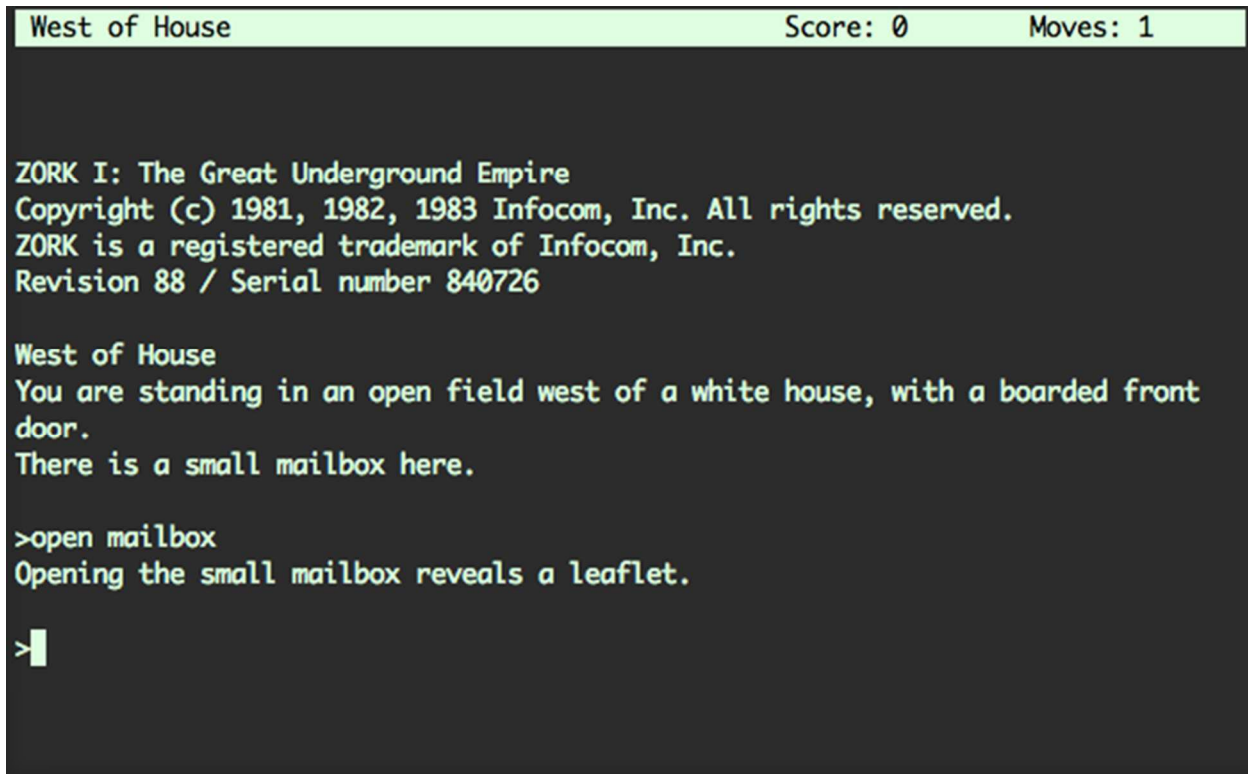 West of House Score: 0 Moves: 1
ZORK I: The Great Underground Empire
Copyright (c) 1981, 1982, 1983 Infocom, Inc. All rights reserved.
ZORK is a registered trademark of Infocom, Inc.
Revision 88 / Serial number 840726
West of House
You are standing in an open field west of a white house, with a boarded front
door.
There is a small mailbox here.
>open mailbox
Opening the small mailbox reveals a leaflet.
>